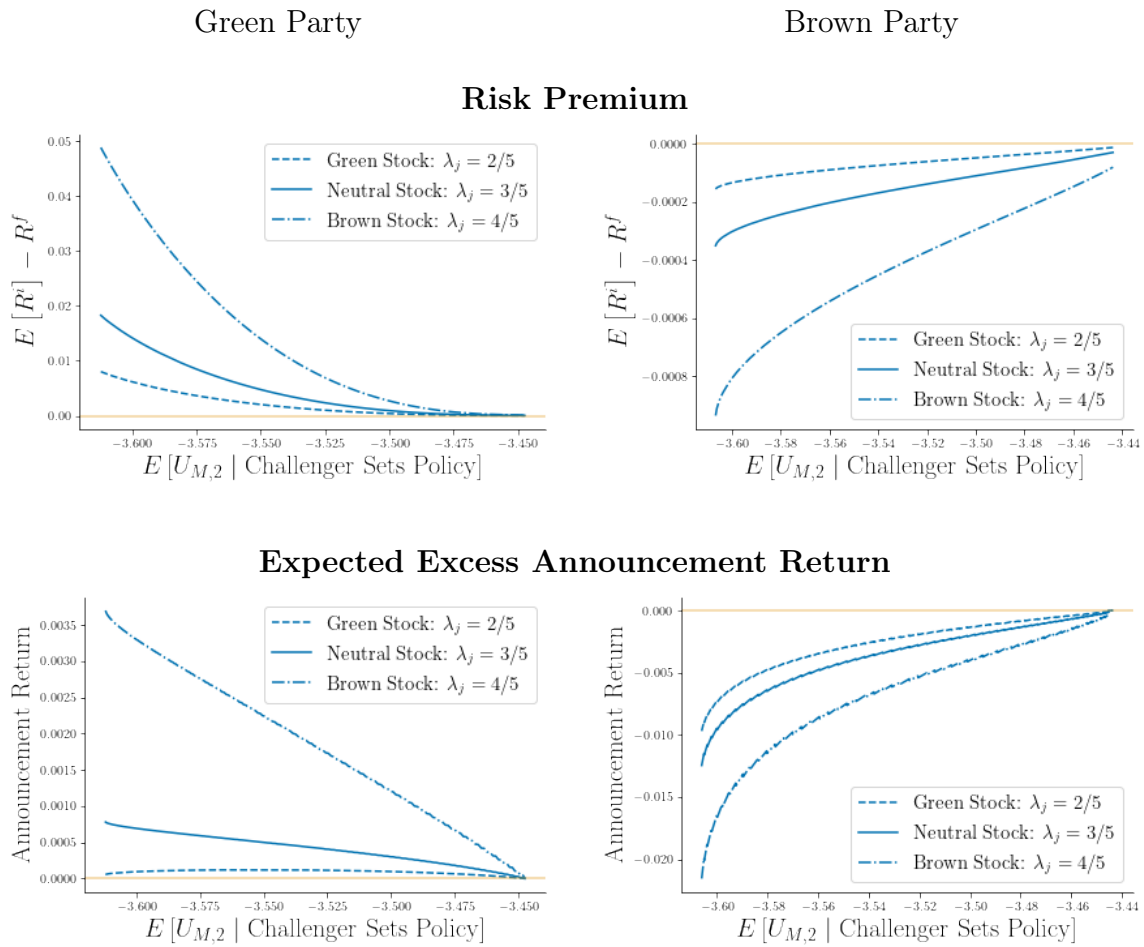 Green Party
Brown Party
Risk Premium
E [R^i] − R^f
0.05
0.04
0.03
0.02
0.01
0.00
Green Stock: λ_j = 2/5
Neutral Stock: λ_j = 3/5
Brown Stock: λ_j = 4/5
−3.600 −3.575 −3.550 −3.525 −3.500 −3.475 −3.450
E [U_{M,2} | Challenger Sets Policy]
E [R^i] − R^f
0.0000
−0.0002
−0.0004
−0.0006
−0.0008
Green Stock: λ_j = 2/5
Neutral Stock: λ_j = 3/5
Brown Stock: λ_j = 4/5
−3.60 −3.58 −3.56 −3.54 −3.52 −3.50 −3.48 −3.46 −3.44
E [U_{M,2} | Challenger Sets Policy]
Expected Excess Announcement Return
Announcement Return
0.0035
0.0030
0.0025
0.0020
0.0015
0.0010
0.0005
0.0000
Green Stock: λ_j = 2/5
Neutral Stock: λ_j = 3/5
Brown Stock: λ_j = 4/5
−3.600 −3.575 −3.550 −3.525 −3.500 −3.475 −3.450
E [U_{M,2} | Challenger Sets Policy]
Announcement Return
0.000
−0.005
−0.010
−0.015
−0.020
Green Stock: λ_j = 2/5
Neutral Stock: λ_j = 3/5
Brown Stock: λ_j = 4/5
−3.60 −3.58 −3.56 −3.54 −3.52 −3.50 −3.48 −3.46 −3.44
E [U_{M,2} | Challenger Sets Policy]